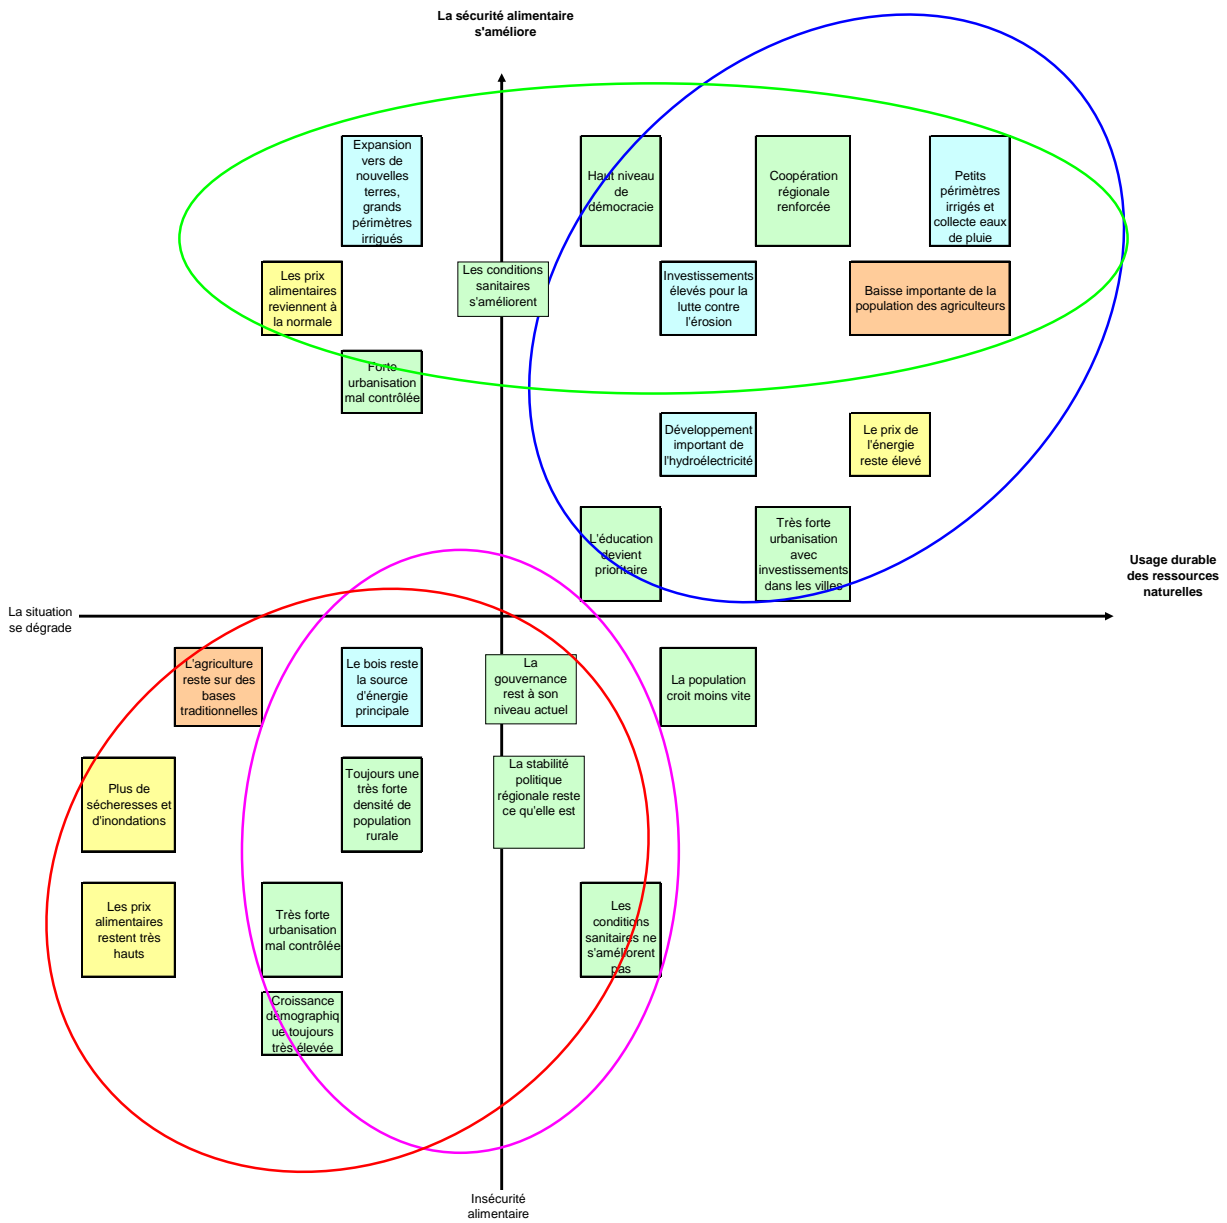 La sécurité alimentaire
s'améliore
Expansion
vers de
nouvelles
terres,
grands
périmètres
irrigués
Haut niveau
de
démocracie
Coopération
régionale
renforcée
Petits
périmètres
irrigés et
collecte eaux
de pluie
Les prix
alimentaires
reviennent à
la normale
Les conditions
sanitaires
s'améliorent
Investissements
élevés pour la
lutte contre
l'érosion
Baisse importante de la
population des agriculteurs
Forte
urbanisation
mal contrôlée
Développement
important de
l'hydroélectricité
Le prix de
l'énergie
reste élevé
L'éducation
devient
prioritaire
Très forte
urbanisation
avec
investissements
dans les villes
Usage durable
des ressources
naturelles
La situation
se dégrade
L'agriculture
reste sur des
bases
traditionnelles
Le bois reste
la source
d'énergie
principale
La
gouvernance
rest à son
niveau actuel
La population
croit moins vite
Plus de
sécheresses et
d'inondations
Toujours une
très forte
densité de
population
rurale
La stabilité
politique
régionale reste
ce qu'elle est
Les prix
alimentaires
restent très
hauts
Très forte
urbanisation
mal contrôlée
Les
conditions
sanitaires ne
s'améliorent
pas
Croissance
démographiq
ue toujours
très élevée
Insécurité
alimentaire